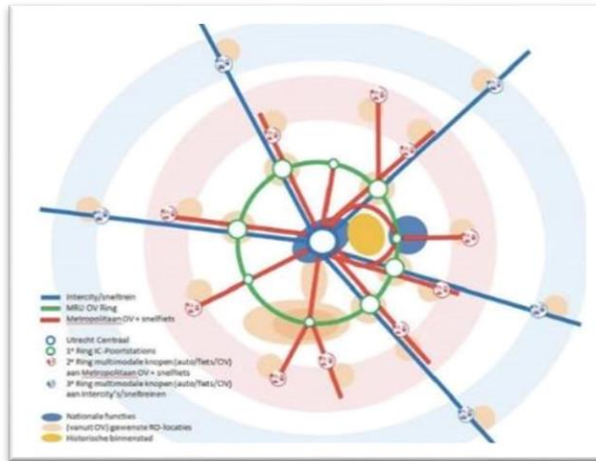 Intercity/sneltrein
MRU OV Ring
Metropolitaan OV + snelfiets
Utrecht Centraal
1e Ring IC-Poortstations
2e Ring multimodale knopen (auto/fiets/OV)
aan Metropolitaan OV + snelfiets
3e Ring multimodale knopen (auto/fiets/OV)
aan Intercity's/sneltreinen
Nationale functies
(vanuit OV) gewenste RO-locaties
Historische binnenstad